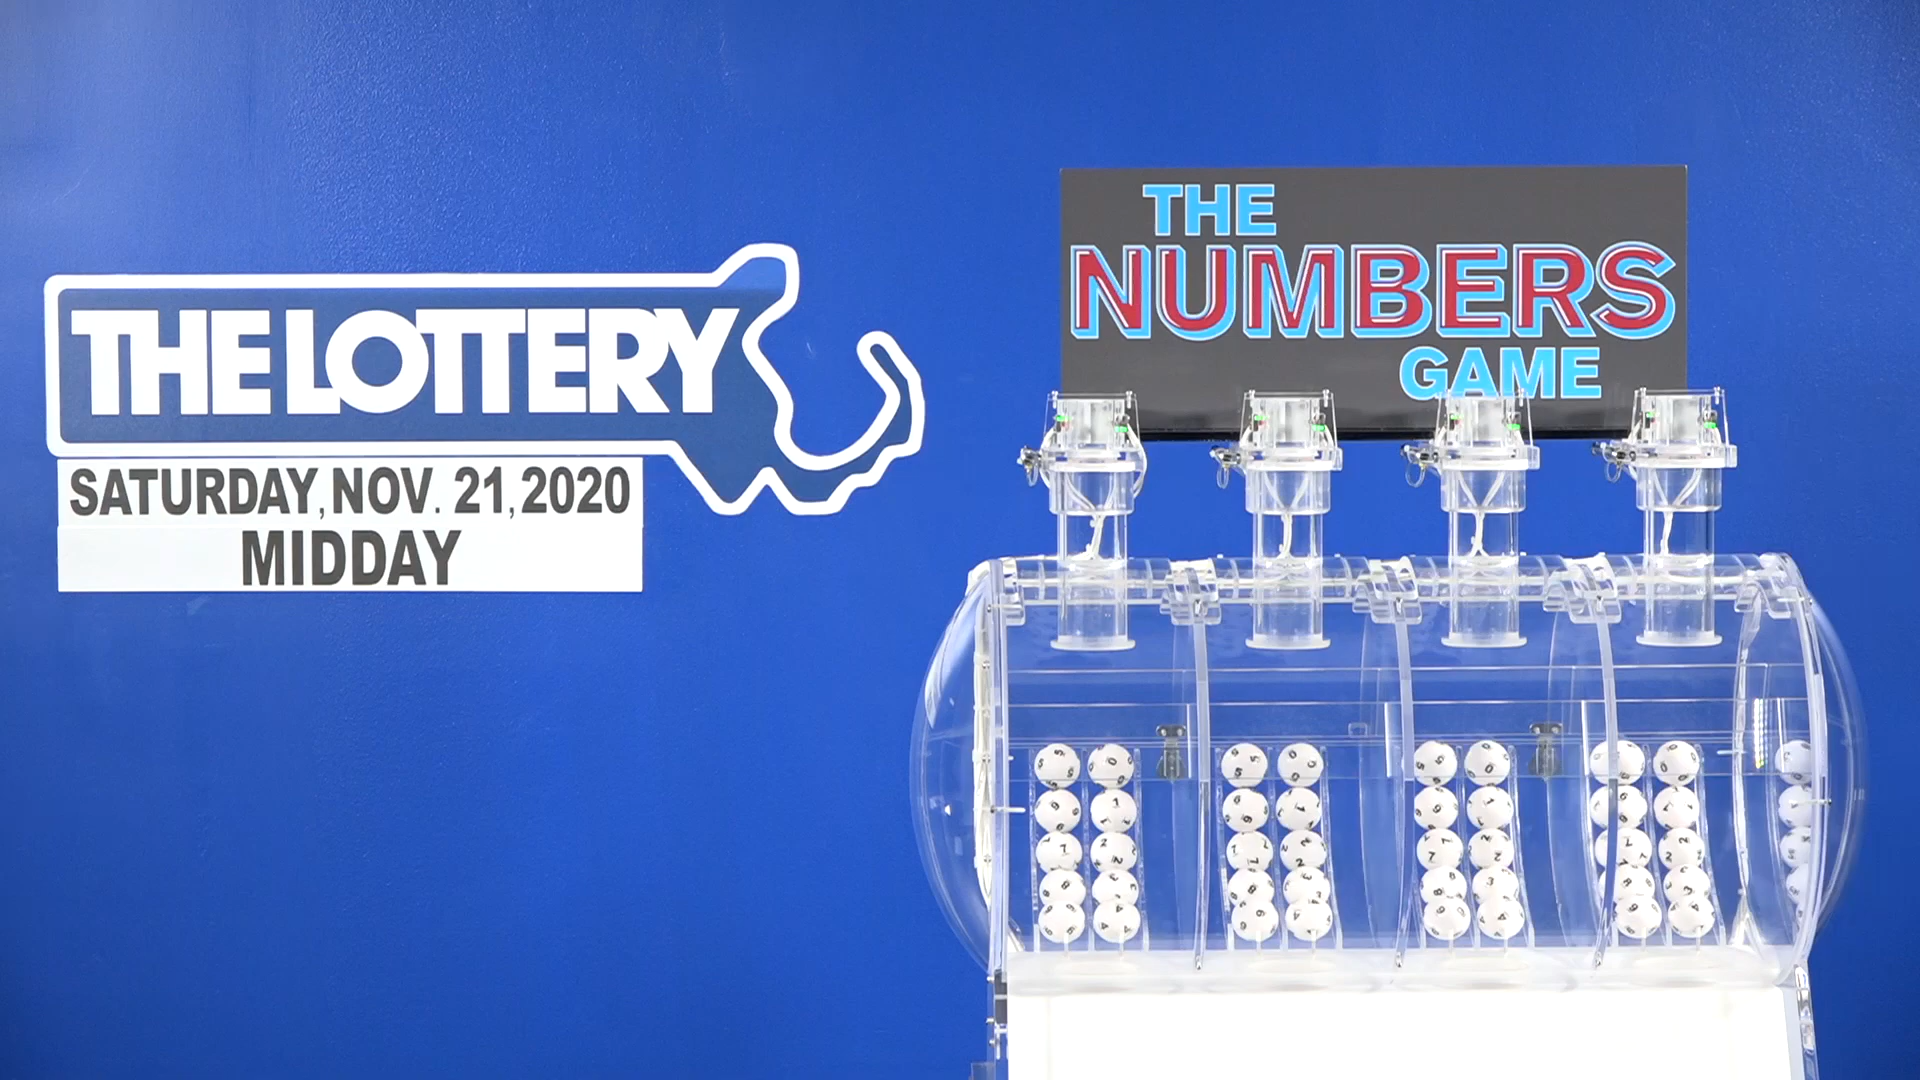 THE LOTTERY
SATURDAY, NOV. 21, 2020
MIDDAY
THE
NUMBERS
GAME